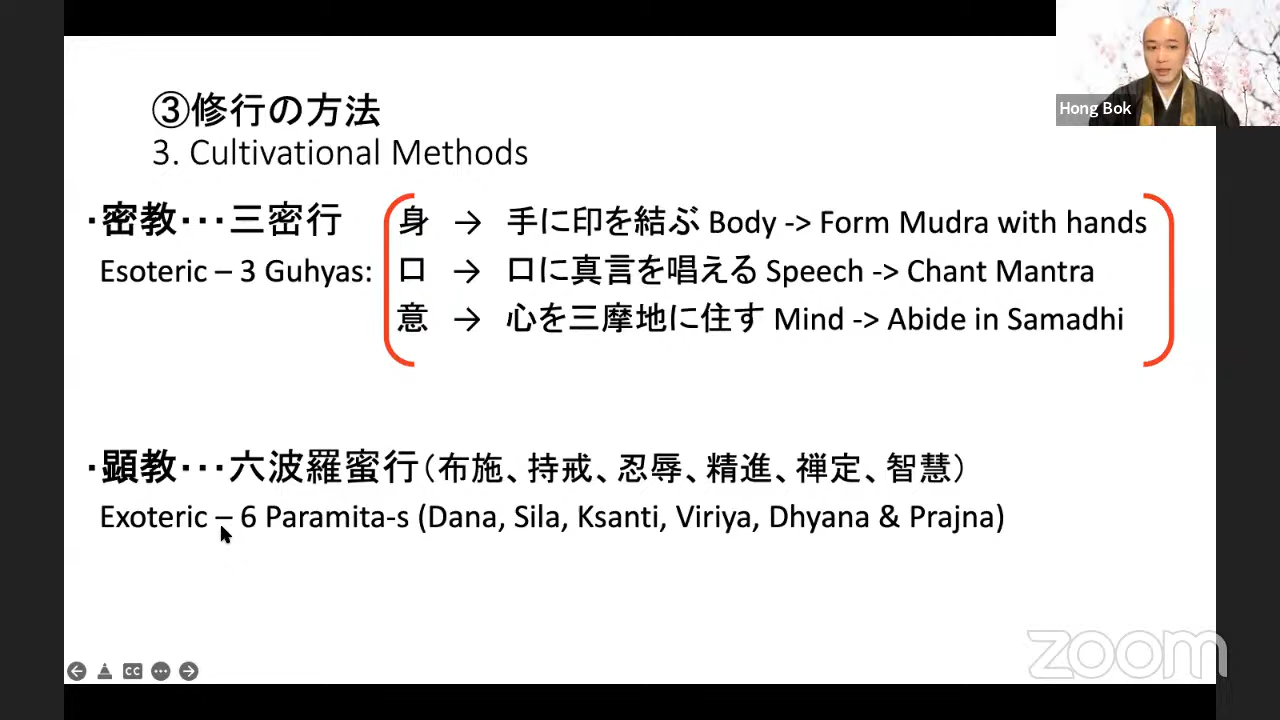 Hong Bok
③修行の方法
3. Cultivational Methods
・密教・・・三密行
Esoteric – 3 Guhyas:
身 → 手に印を結ぶ Body -> Form Mudra with hands
口 → 口に真言を唱える Speech -> Chant Mantra
意 → 心を三摩地に住す Mind -> Abide in Samadhi
・顕教・・・六波羅蜜行（布施、持戒、忍辱、精進、禅定、智慧）
Exoteric – 6 Paramita-s (Dana, Sila, Ksanti, Viriya, Dhyana & Prajna)
CC
zoom